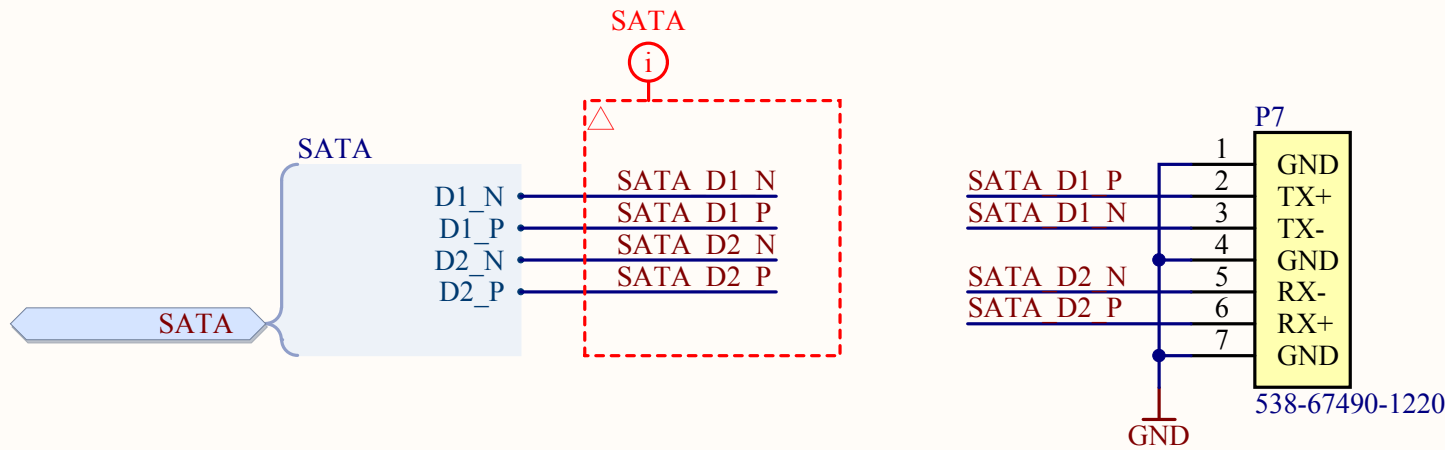 SATA
i
SATA
D1_N
D1_P
D2_N
D2_P
SATA
SATA_D1_N
SATA_D1_P
SATA_D2_N
SATA_D2_P
P7
SATA_D1_P
SATA_D1_N
SATA_D2_N
SATA_D2_P
1 GND
2 TX+
3 TX-
4 GND
5 RX-
6 RX+
7 GND
538-67490-1220
GND